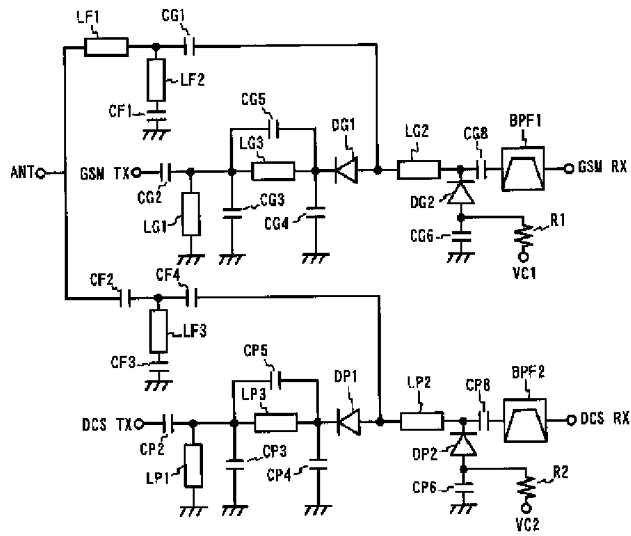 LF1
CG1
LF2
CF1
CG5
DG1
LG2
CG8
BPF1
LG3
ANT
GSM TX
GSM RX
CG2
LG1
CG3
CG4
DG2
CG6
R1
VC1
CF2
CF4
LF3
CF3
CP5
DP1
LP2
CP8
BPF2
LP3
DCS TX
DCS RX
CP2
LP1
CP3
CP4
DP2
CP6
R2
VC2